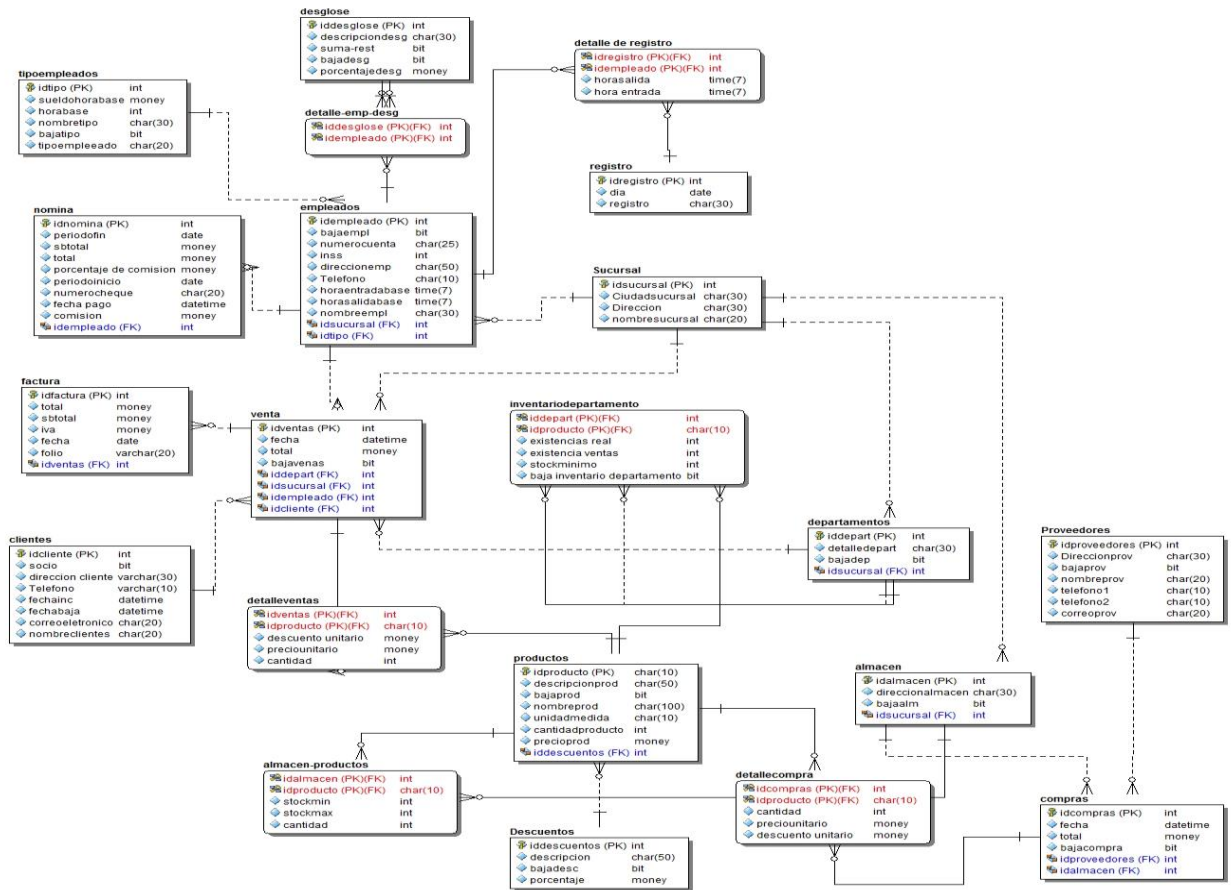 desglose
iddesglose (PK) int
descripciondesg char(30)
suma-rest bit
bajadesg bit
porcentajedesg money
detalle de registro
idregistro (PK)(FK) int
idempleado (PK)(FK) int
horasalida time(7)
hora entrada time(7)
tipoempleados
idtipo (PK) int
sueldohorabase money
horabase int
nombretipo char(30)
bajatipo bit
tipoempleeado char(20)
detalle-emp-desg
iddesglose (PK)(FK) int
idempleado (PK)(FK) int
registro
idregistro (PK) int
dia date
registro char(30)
nomina
idnomina (PK) int
periodofin date
sbtotal money
total money
porcentaje de comision money
periodoinicio date
numerocheque char(20)
fecha pago datetime
comision money
idempleado (FK) int
empleados
idempleado (PK) int
bajaempl bit
numerocuenta char(25)
inss int
direccionemp char(50)
Telefono char(10)
horaentradabase time(7)
horasalidabase time(7)
nombreempl char(30)
idsucursal (FK) int
idtipo (FK) int
Sucursal
idsucursal (PK) int
Ciudadsucursal char(30)
Direccion char(30)
nombresucursal char(20)
factura
idfactura (PK) int
total money
sbtotal money
iva money
fecha date
folio varchar(20)
idventas (FK) int
venta
idventas (PK) int
fecha datetime
total money
bajavenas bit
iddepart (FK) int
idsucursal (FK) int
idempleado (FK) int
idcliente (FK) int
inventariodepartamento
iddepart (PK)(FK) int
idproducto (PK)(FK) char(10)
existencias real int
existencia ventas int
stockminimo int
baja inventario departamento bit
clientes
idcliente (PK) int
socio bit
direccion cliente varchar(30)
Telefono varchar(10)
fechainc datetime
fechabaja datetime
correoeletronico char(20)
nombreclientes char(20)
departamentos
iddepart (PK) int
detalledepart char(30)
bajadep bit
idsucursal (FK) int
Proveedores
idproveedores (PK) int
Direccionprov char(30)
bajaprov bit
nombreprov char(20)
telefono1 char(10)
telefono2 char(10)
correoprov char(20)
detalleventas
idventas (PK)(FK) int
idproducto (PK)(FK) char(10)
descuento unitario money
preciounitario money
cantidad int
productos
idproducto (PK) char(10)
descripcionprod char(50)
bajaprod bit
nombreprod char(100)
unidadmedida char(10)
cantidadproducto int
precioprod money
iddescuentos (FK) int
almacen
idalmacen (PK) int
direccionalmacen char(30)
bajaalm bit
idsucursal (FK) int
almacen-productos
idalmacen (PK)(FK) int
idproducto (PK)(FK) char(10)
stockmin int
stockmax int
cantidad int
detallecompra
idcompras (PK)(FK) int
idproducto (PK)(FK) char(10)
cantidad int
preciounitario money
descuento unitario money
compras
idcompras (PK) int
fecha datetime
total money
bajacompra bit
idproveedores (FK) int
idalmacen (FK) int
Descuentos
iddescuentos (PK) int
descripcion char(50)
bajadesc bit
porcentaje money